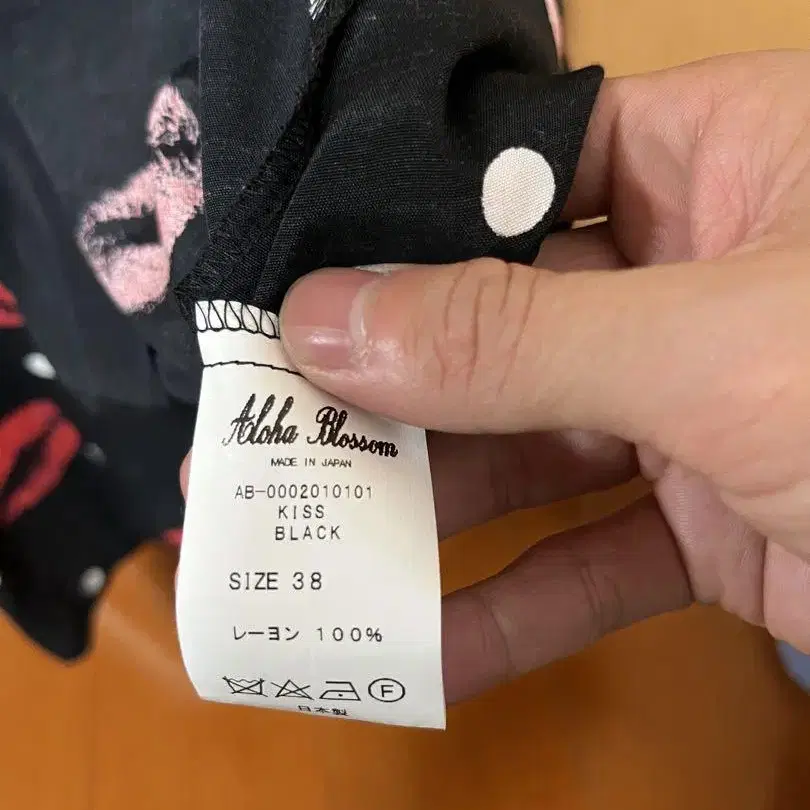 Aloha Blossom
MADE IN JAPAN
AB-0002010101
KISS
BLACK
SIZE 38
レーヨン 100%
F
日本製